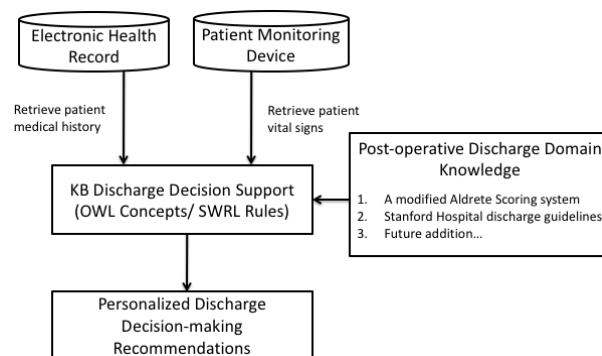 Electronic Health
Record
Patient Monitoring
Device
Retrieve patient
medical history
Retrieve patient
vital signs
Post-operative Discharge Domain
Knowledge
1. A modified Aldrete Scoring system
2. Stanford Hospital discharge guidelines
3. Future addition…
KB Discharge Decision Support
(OWL Concepts/ SWRL Rules)
Personalized Discharge
Decision-making
Recommendations